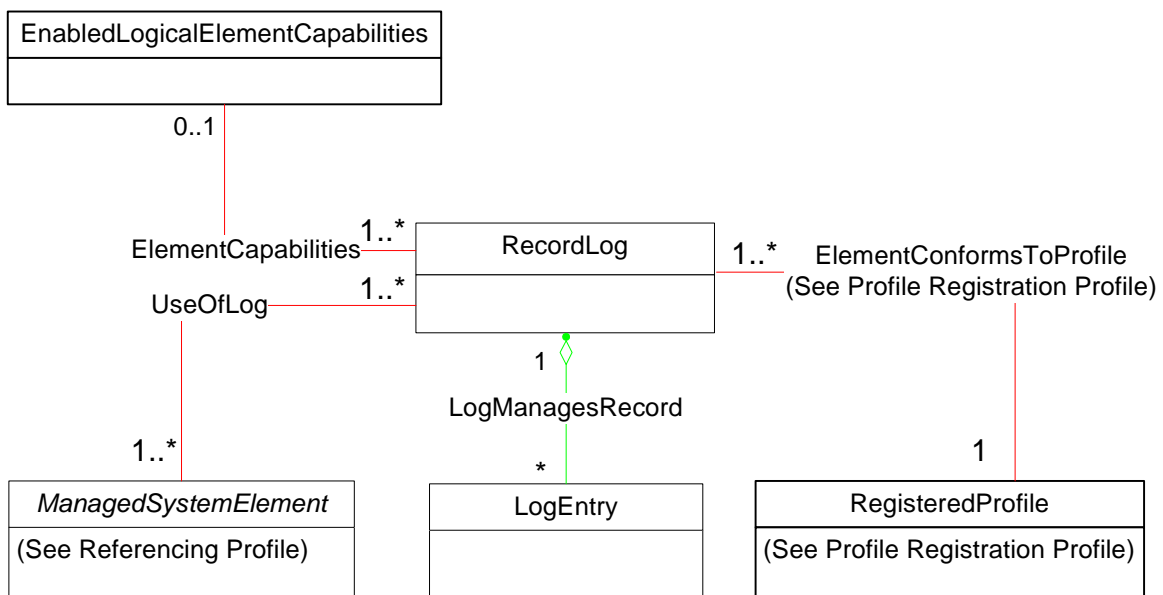 EnabledLogicalElementCapabilities
0..1
ElementCapabilities
1..*
RecordLog
1..*
ElementConformsToProfile
(See Profile Registration Profile)
UseOfLog
1..*
1
LogManagesRecord
1..*
*
1
ManagedSystemElement
(See Referencing Profile)
LogEntry
RegisteredProfile
(See Profile Registration Profile)